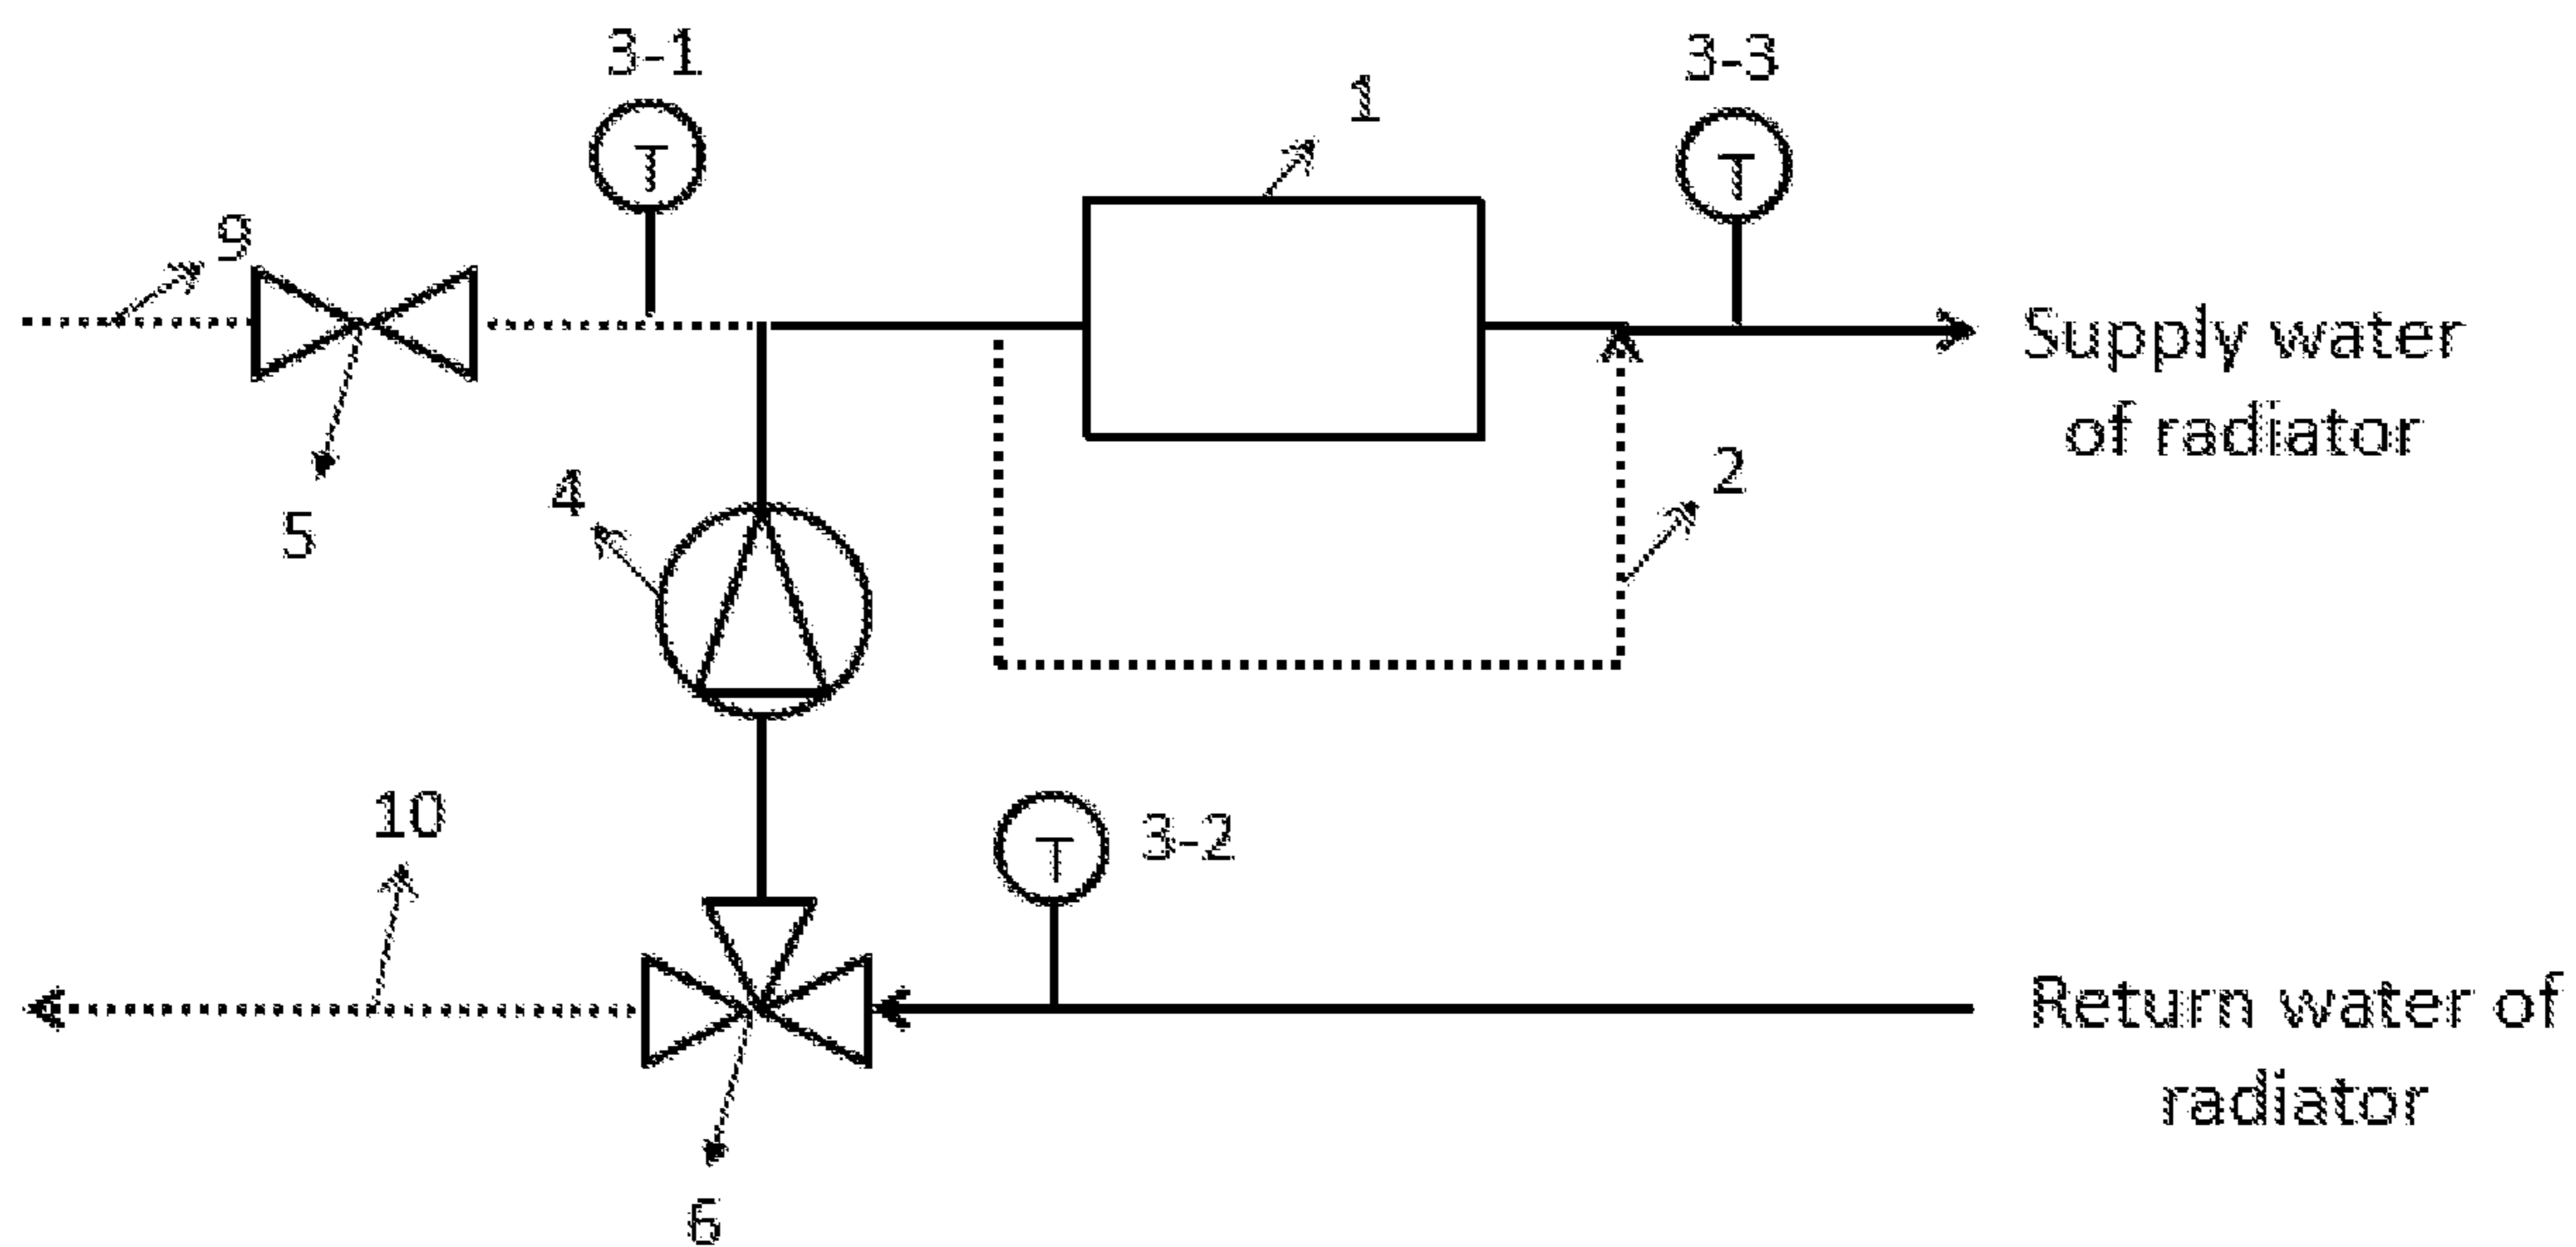 3-1
3-3
1
T
T
9
Supply water
of radiator
2
4
5
10
3-2
T
Return water of
radiator
6